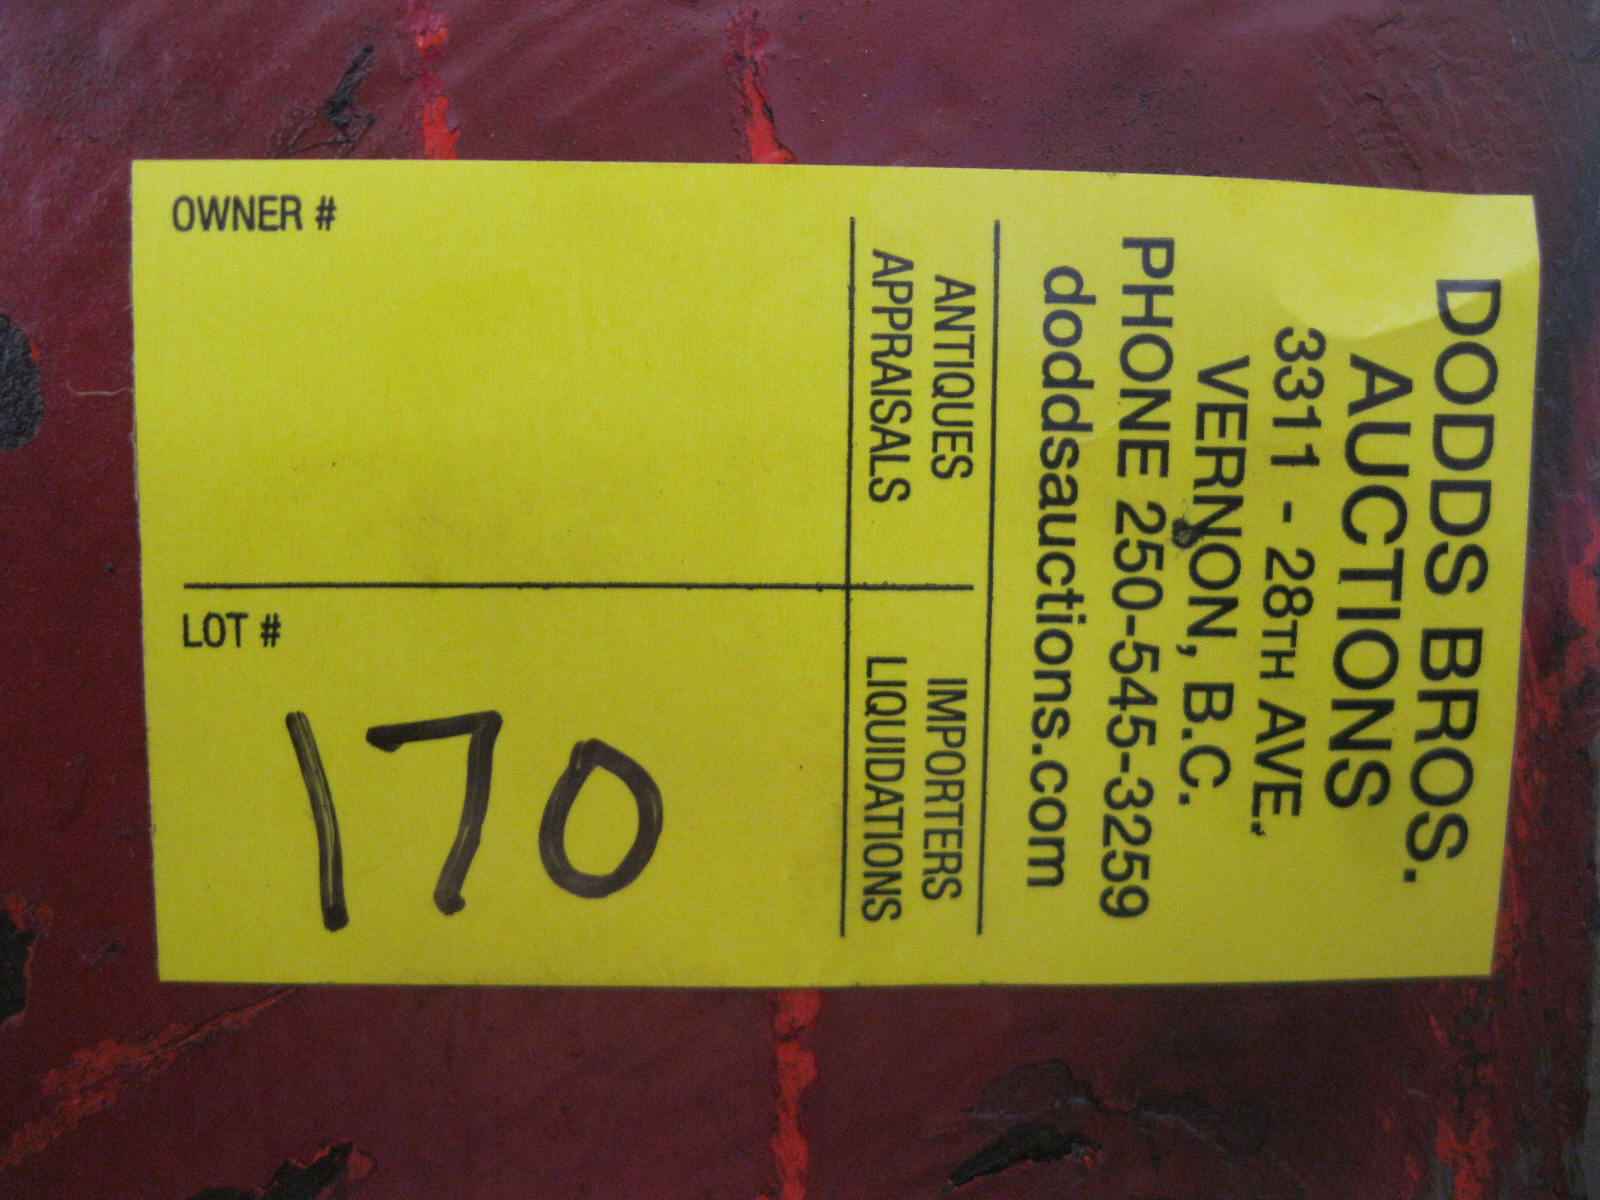 DODDS BROS.
AUCTIONS
3311 - 28TH AVE.
VERNON, B.C.
PHONE 250-545-3259
doddsauctions.com
ANTIQUES
APPRAISALS
IMPORTERS
LIQUIDATIONS
OWNER #
LOT #
170